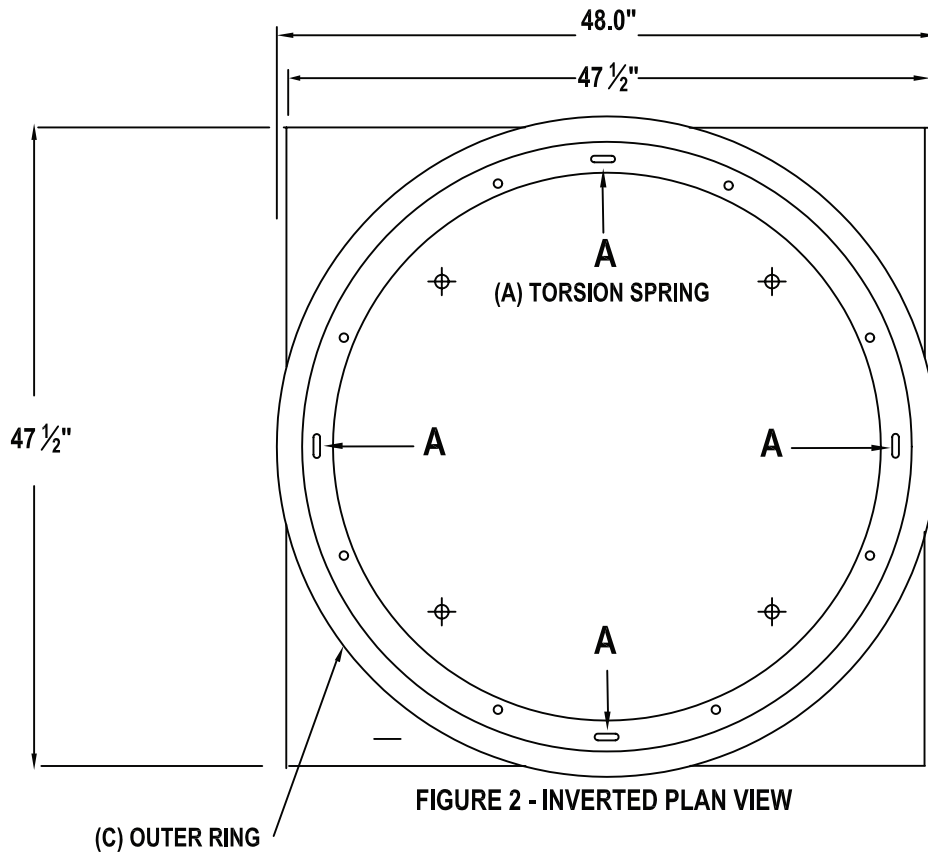 48.0"
47 ½"
A
(A) TORSION SPRING
47 ½"
A
A
A
FIGURE 2 - INVERTED PLAN VIEW
(C) OUTER RING